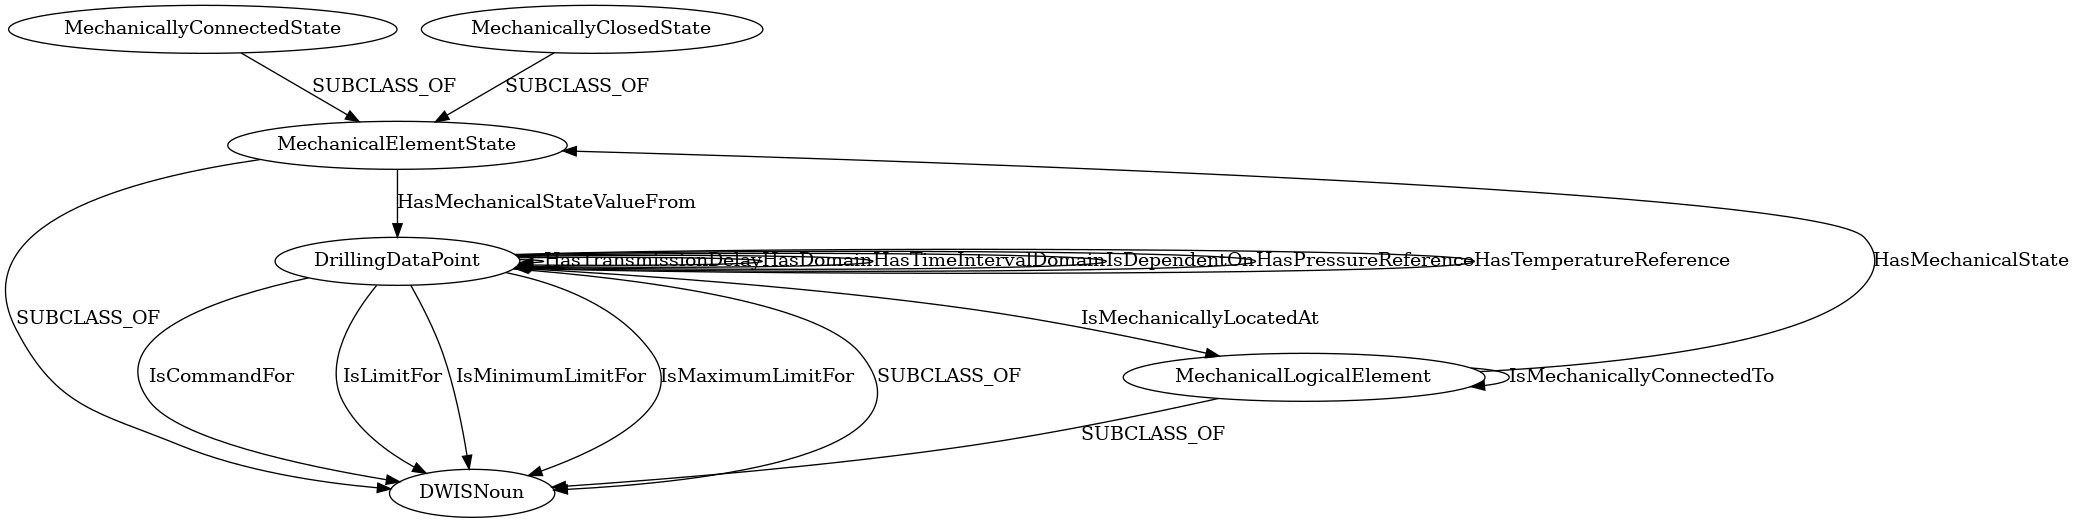 MechanicallyConnectedState
MechanicallyClosedState
SUBCLASS_OF
SUBCLASS_OF
MechanicalElementState
HasMechanicalStateValueFrom
DrillingDataPoint
HasTransmissionDelay
HasDomain
HasTimeIntervalDomain
IsDependentOn
HasPressureReference
HasTemperatureReference
HasMechanicalState
SUBCLASS_OF
IsMechanicallyLocatedAt
IsCommandFor
IsLimitFor
IsMinimumLimitFor
IsMaximumLimitFor
SUBCLASS_OF
MechanicalLogicalElement
IsMechanicallyConnectedTo
SUBCLASS_OF
DWISNoun